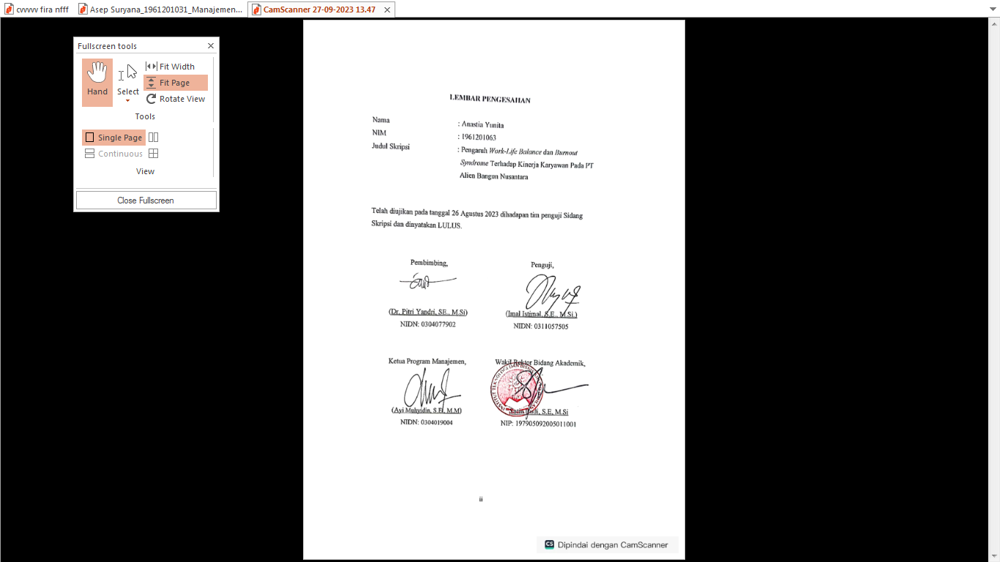 cvvvvv fira nfff
Asep Suryana_1961201031_Manajemen...
CamScanner 27-09-2023 13.47
Fullscreen tools
Hand
Select
Fit Width
Fit Page
Rotate View
Tools
Single Page
Continuous
View
Close Fullscreen
LEMBAR PENGESAHAN
Nama : Anastia Yunita
NIM : 1961201063
Judul Skripsi : Pengaruh Work-Life Balance dan Burnout
Syndrome Terhadap Kinerja Karyawan Pada PT
Alien Bangun Nusantara
Telah diujikan pada tanggal 26 Agustus 2023 dihadapan tim penguji Sidang
Skripsi dan dinyatakan LULUS.
Pembimbing, Penguji,
(Dr. Pitri Yandri, SE., M.Si) (Imal Istimal, S.E., M.Si.)
NIDN: 0304077902 NIDN: 0311057505
Ketua Program Manajemen, Wakil Rektor Bidang Akademik,
(Ayi Muhyidin, S.E, M.M) S.E, M.Si
NIDN: 0304019004 NIP: 197905092005011001
ii
CS Dipindai dengan CamScanner